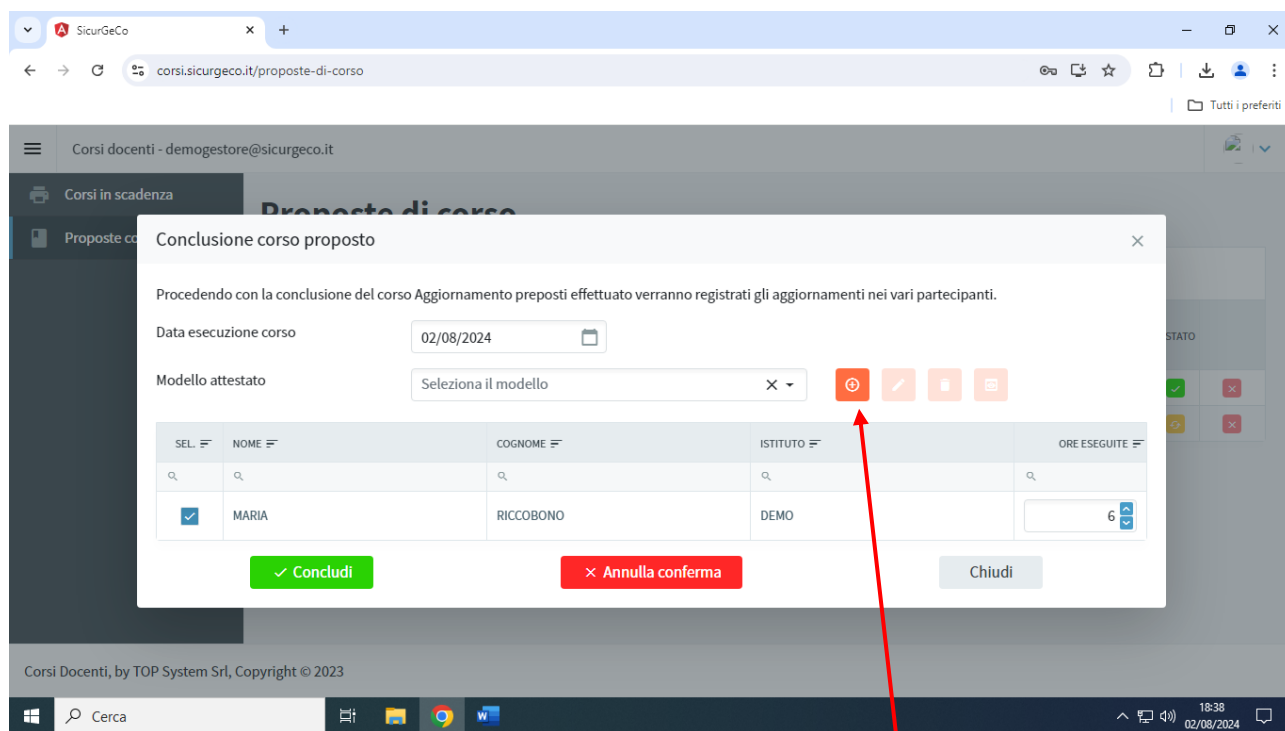 SicurGeCo
corsi.sicurgeco.it/proposte-di-corso
Tutti i preferiti
Corsi docenti - demogestore@sicurgeco.it
Corsi in scadenza
Proposte di corso
Proposte co
Conclusione corso proposto
Procedendo con la conclusione del corso Aggiornamento preposti effettuato verranno registrati gli aggiornamenti nei vari partecipanti.
Data esecuzione corso 02/08/2024
STATO
Modello attestato Seleziona il modello
SEL. NOME COGNOME ISTITUTO ORE ESEGUITE
MARIA RICCOBONO DEMO 6
Concludi Annulla conferma Chiudi
Corsi Docenti, by TOP System Srl, Copyright © 2023
Cerca
18:38
02/08/2024